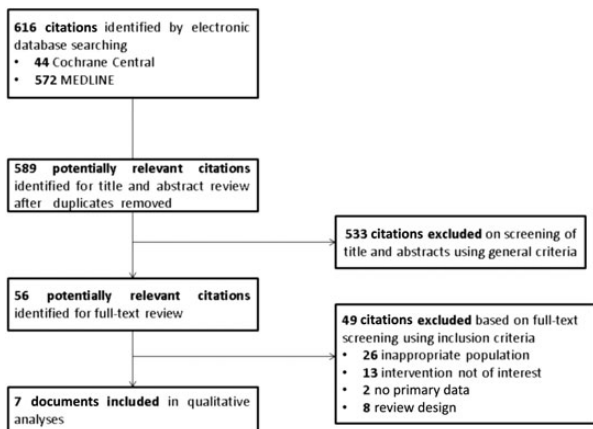 616 citations identified by electronic
database searching
• 44 Cochrane Central
• 572 MEDLINE
589 potentially relevant citations
identified for title and abstract review
after duplicates removed
533 citations excluded on screening of
title and abstracts using general criteria
56 potentially relevant citations
identified for full-text review
49 citations excluded based on full-text
screening using inclusion criteria
• 26 inappropriate population
• 13 intervention not of interest
• 2 no primary data
• 8 review design
7 documents included in qualitative
analyses